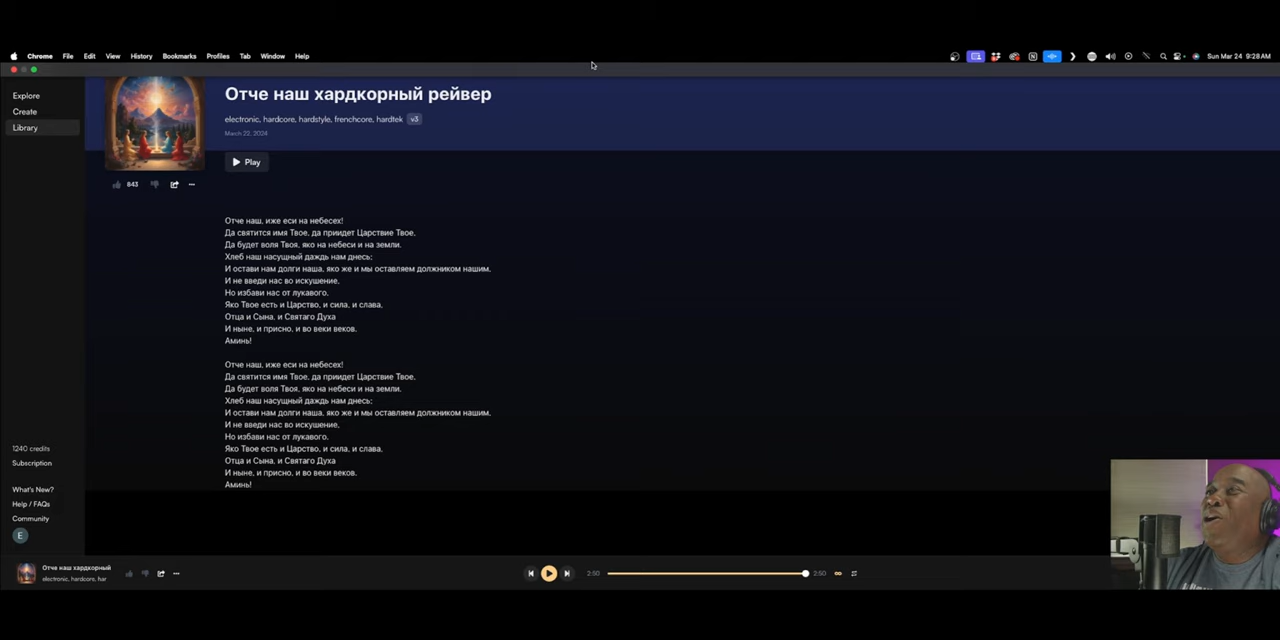 Chrome File Edit View History Bookmarks Profiles Tab Window Help
Sun Mar 24 9:28 AM
Explore
Create
Library
Отче наш хардкорный рейвер
electronic, hardcore, hardstyle, frenchcore, hardtek v3
March 22, 2024
Play
843
Отче наш, иже еси на небесех!
Да святится имя Твое, да приидет Царствие Твое,
Да будет воля Твоя, яко на небеси и на земли.
Хлеб наш насущный даждь нам днесь;
И остави нам долги наша, яко же и мы оставляем должником нашим,
И не введи нас во искушение,
Но избави нас от лукавого.
Яко Твое есть и Царство, и сила, и слава,
Отца и Сына, и Святаго Духа
И ныне, и присно, и во веки веков.
Аминь!
Отче наш, иже еси на небесех!
Да святится имя Твое, да приидет Царствие Твое,
Да будет воля Твоя, яко на небеси и на земли.
Хлеб наш насущный даждь нам днесь;
И остави нам долги наша, яко же и мы оставляем должником нашим,
И не введи нас во искушение,
Но избави нас от лукавого.
Яко Твое есть и Царство, и сила, и слава,
Отца и Сына, и Святаго Духа
И ныне, и присно, и во веки веков.
Аминь!
1240 credits
Subscription
What's New?
Help / FAQs
Community
E
Отче наш хардкорный
electronic, hardcore, har
2:50
2:50